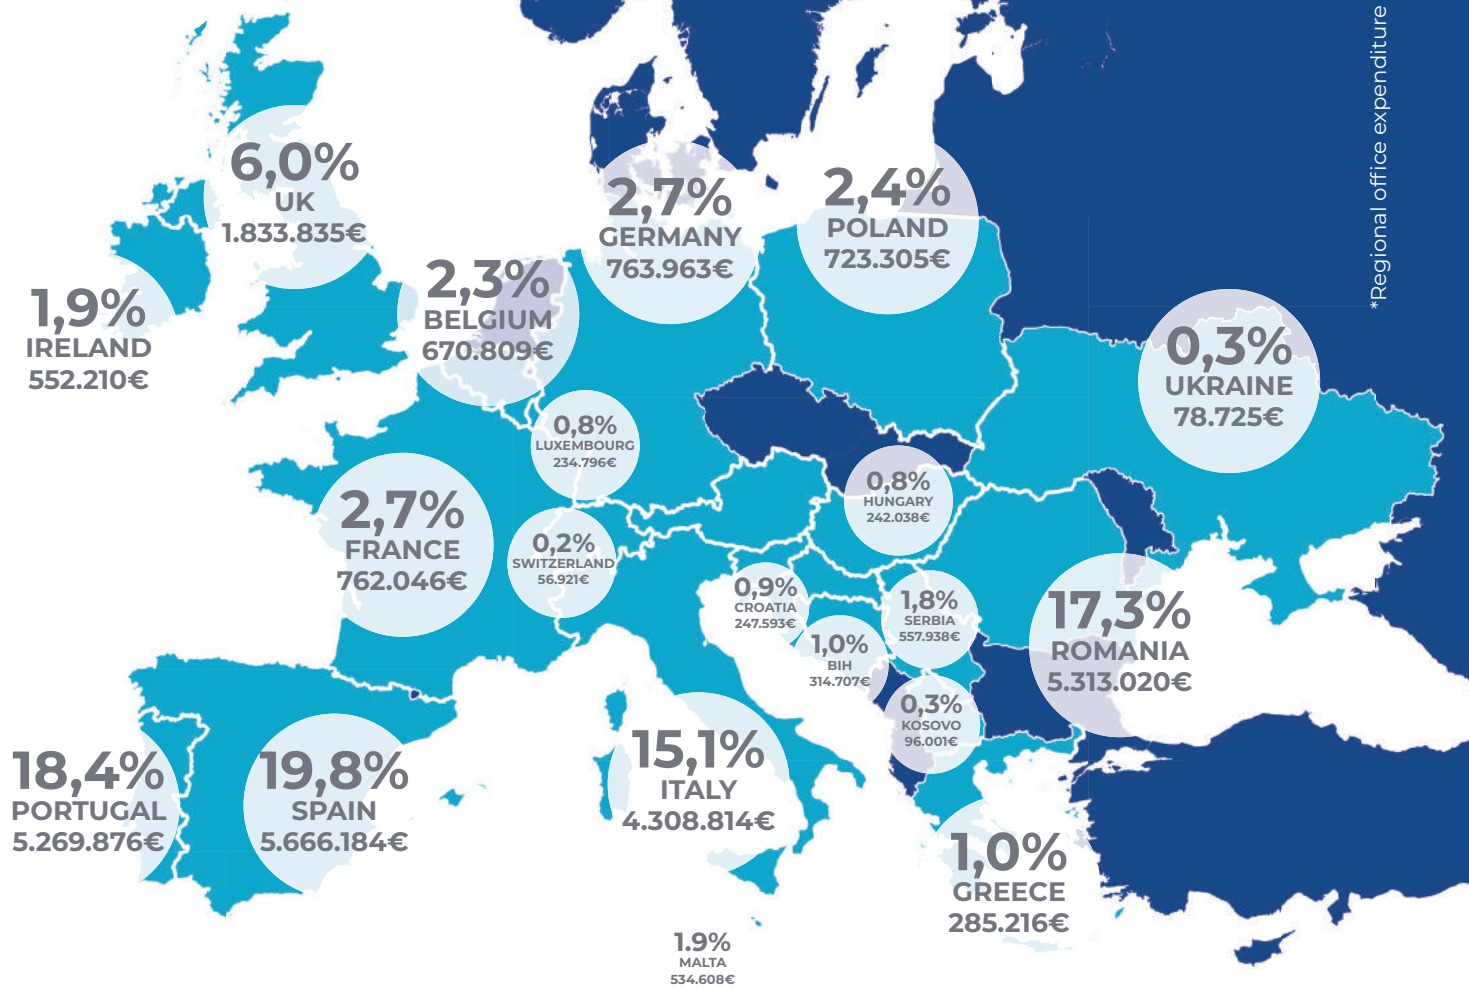 *Regional office expenditure
6,0%
UK
1.833.835€
1,9%
IRELAND
552.210€
2,3%
BELGIUM
670.809€
2,7%
GERMANY
763.963€
2,4%
POLAND
723.305€
0,3%
UKRAINE
78.725€
0,8%
LUXEMBOURG
234.796€
2,7%
FRANCE
762.046€
0,2%
SWITZERLAND
56.921€
0,8%
HUNGARY
242.038€
0,9%
CROATIA
247.593€
1,0%
BIH
314.707€
1,8%
SERBIA
557.938€
0,3%
KOSOVO
96.001€
17,3%
ROMANIA
5.313.020€
18,4%
PORTUGAL
5.269.876€
19,8%
SPAIN
5.666.184€
15,1%
ITALY
4.308.814€
1,0%
GREECE
285.216€
1.9%
MALTA
534.608€